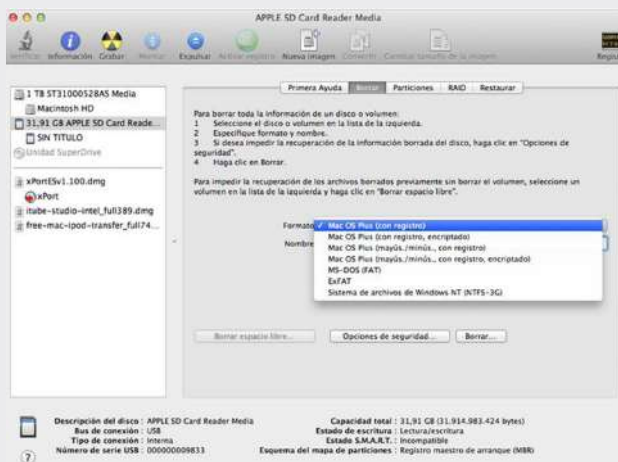 APPLE SD Card Reader Media
Verificar Información Grabar Montar Expulsar Activar registro Nueva imagen Convertir Cambiar tamaño de la imagen Regis
1 TB ST31000528AS Media
Macintosh HD
31,91 GB APPLE SD Card Reade...
SIN TITULO
Unidad SuperDrive
xPortESv1.100.dmg
xPort
itube-studio-intel_full389.dmg
free-mac-ipod-transfer_full74...
Primera Ayuda Borrar Particiones RAID Restaurar
Para borrar toda la información de un disco o volumen:
1 Seleccione el disco o volumen en la lista de la izquierda.
2 Especifique formato y nombre.
3 Si desea impedir la recuperación de la información borrada del disco, haga clic en "Opciones de
seguridad".
4 Haga clic en Borrar.
Para impedir la recuperación de los archivos borrados previamente sin borrar el volumen, seleccione un
volumen en la lista de la izquierda y haga clic en "Borrar espacio libre".
Formato ✓ Mac OS Plus (con registro)
Mac OS Plus (con registro, encriptado)
Nombre Mac OS Plus (mayús./minús., con registro)
Mac OS Plus (mayús./minús., con registro, encriptado)
MS-DOS (FAT)
ExFAT
Sistema de archivos de Windows NT (NTFS-3G)
Borrar espacio libre... Opciones de seguridad... Borrar...
Descripción del disco : APPLE SD Card Reader Media
Bus de conexión : USB
Tipo de conexión : Interna
Número de serie USB : 000000009833
Capacidad total : 31,91 GB (31.914.983.424 bytes)
Estado de escritura : Lectura/escritura
Estado S.M.A.R.T. : Incompatible
Esquema del mapa de particiones : Registro maestro de arranque (MBR)
?